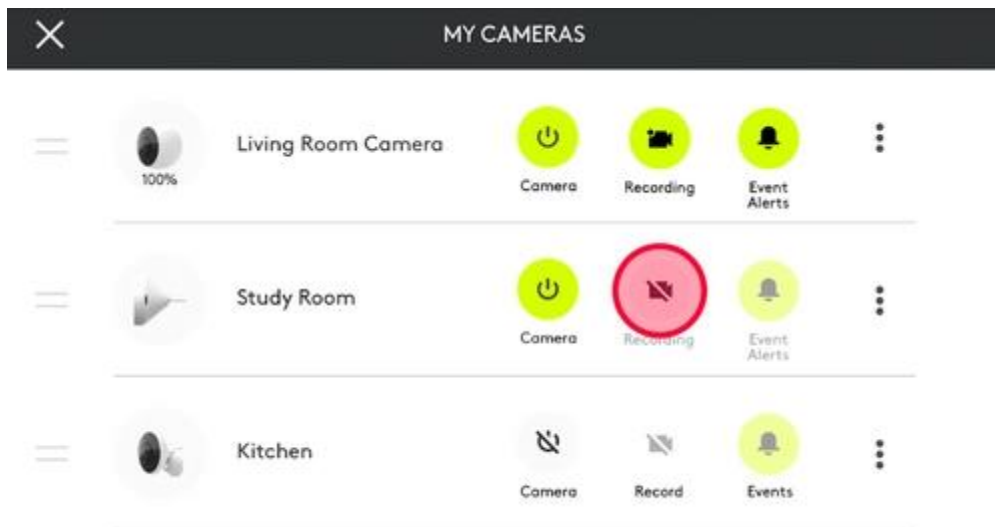 MY CAMERAS
Living Room Camera
100%
Camera
Recording
Event
Alerts
Study Room
Camera
Recording
Event
Alerts
Kitchen
Camera
Record
Events